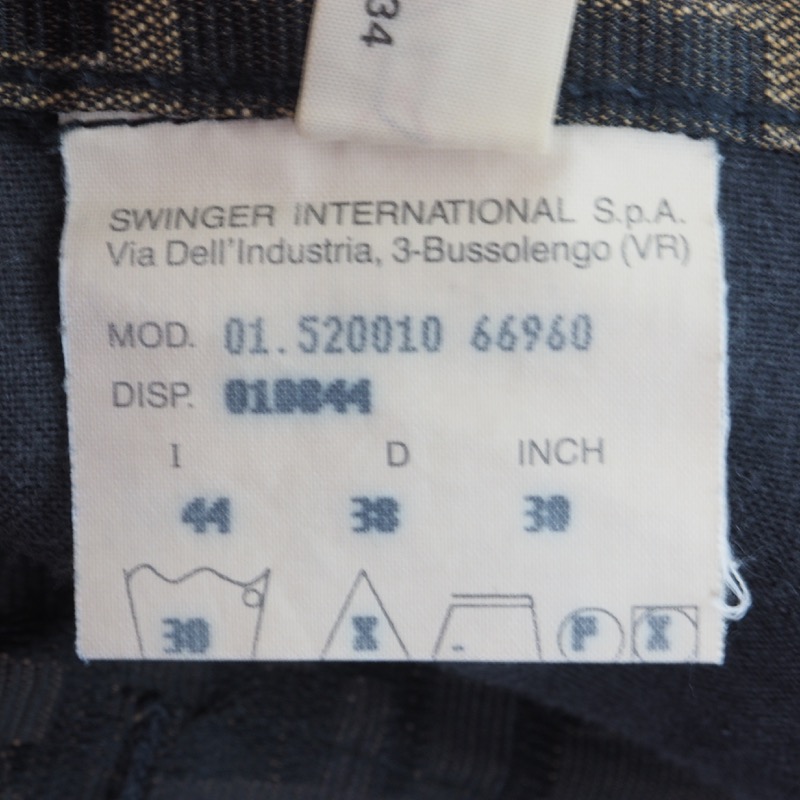 34
SWINGER INTERNATIONAL S.p.A.
Via Dell'Industria, 3-Bussolengo (VR)
MOD. 01.520010 66960
DISP.
I D INCH
44 38 30
30 X P X